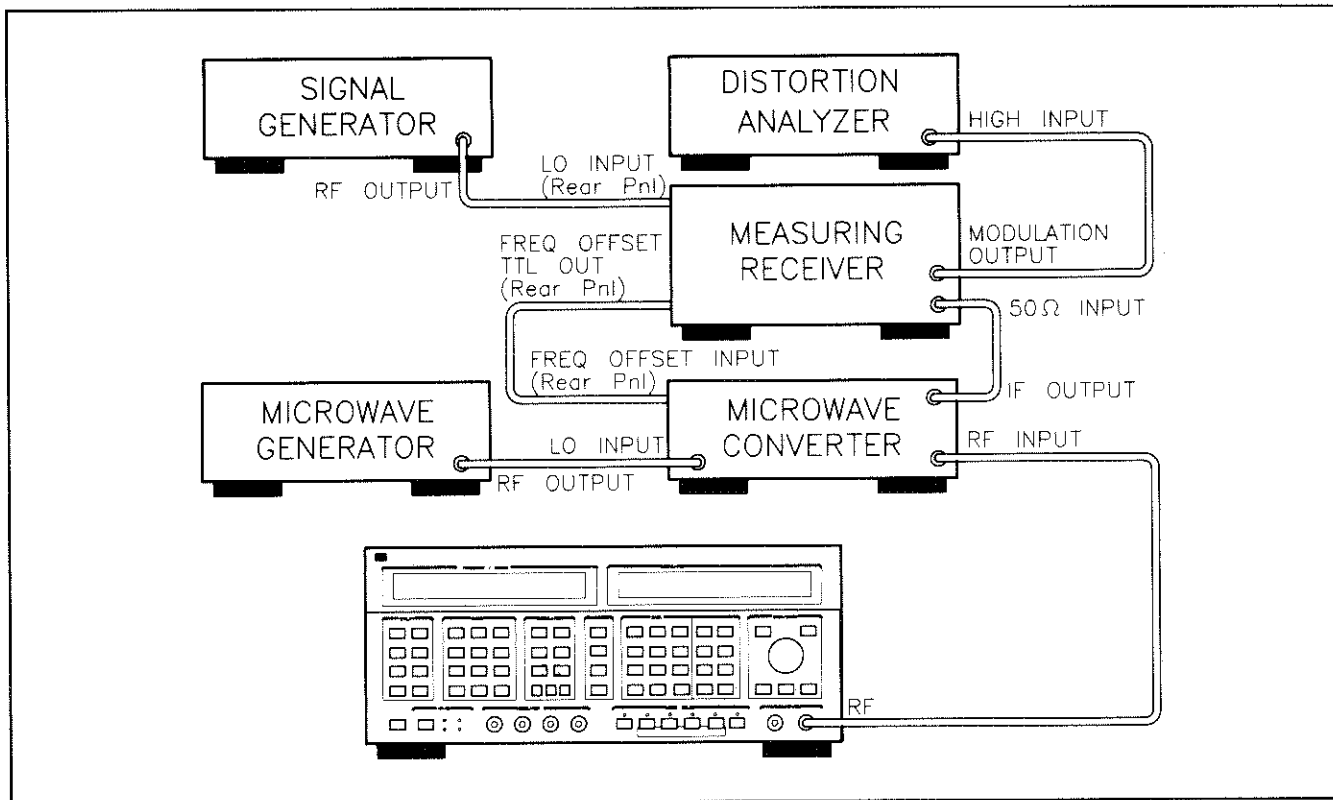 SIGNAL
GENERATOR
RF OUTPUT
DISTORTION
ANALYZER
HIGH INPUT
LO INPUT
(Rear Pnl)
MEASURING
RECEIVER
MODULATION
OUTPUT
FREQ OFFSET
TTL OUT
(Rear Pnl)
50Ω INPUT
FREQ OFFSET INPUT
(Rear Pnl)
IF OUTPUT
MICROWAVE
GENERATOR
LO INPUT
RF OUTPUT
MICROWAVE
CONVERTER
RF INPUT
RF